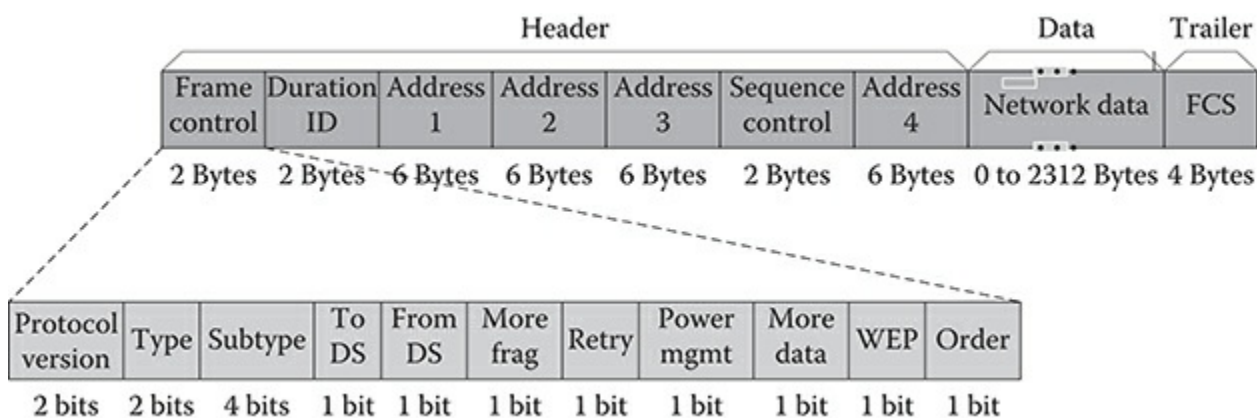 Header Data Trailer
Frame Duration Address Address Address Sequence Address Network data FCS
control ID 1 2 3 control 4
2 Bytes 2 Bytes 6 Bytes 6 Bytes 6 Bytes 2 Bytes 6 Bytes 0 to 2312 Bytes 4 Bytes
Protocol Type Subtype To From More Retry Power More WEP Order
version DS DS frag mgmt data
2 bits 2 bits 4 bits 1 bit 1 bit 1 bit 1 bit 1 bit 1 bit 1 bit 1 bit